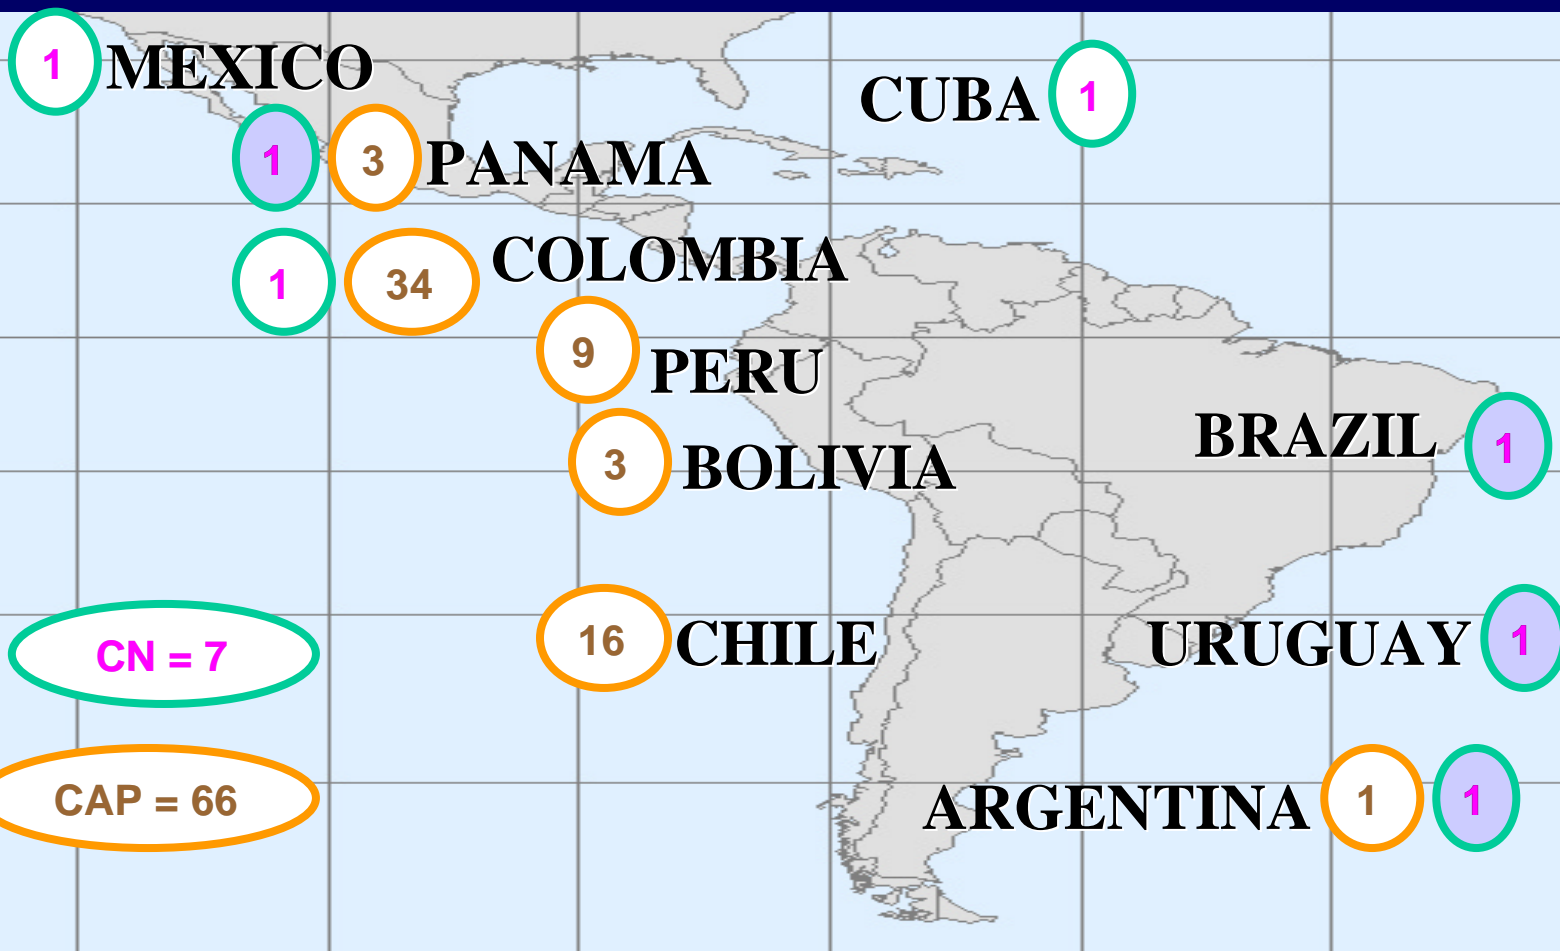 1 MEXICO
CUBA 1
1 3 PANAMA
1 34 COLOMBIA
9 PERU
BRAZIL 1
3 BOLIVIA
16 CHILE
URUGUAY 1
CN = 7
CAP = 66
ARGENTINA 1 1